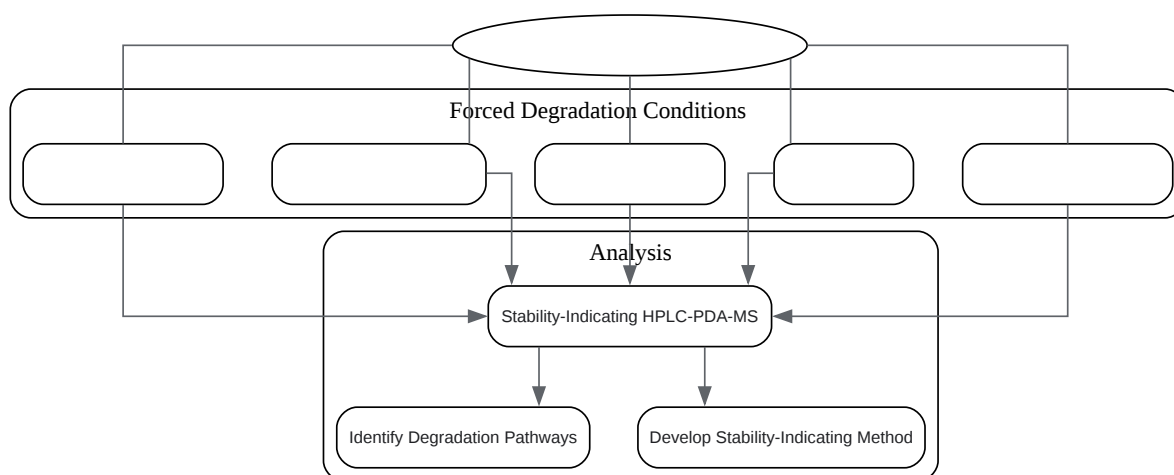 Forced Degradation Conditions
Analysis
Stability-Indicating HPLC-PDA-MS
Identify Degradation Pathways
Develop Stability-Indicating Method